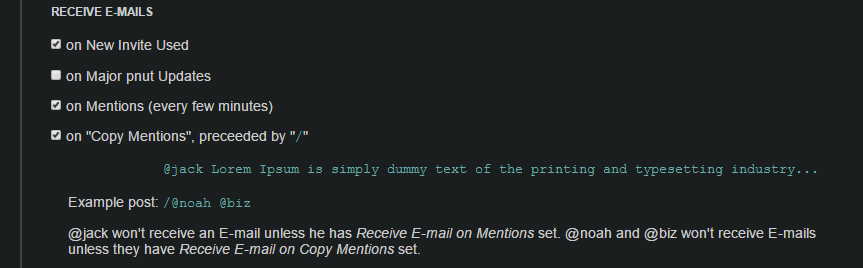 RECEIVE E-MAILS
on New Invite Used
on Major pnut Updates
on Mentions (every few minutes)
on "Copy Mentions", preceeded by "/"
@jack Lorem Ipsum is simply dummy text of the printing and typesetting industry...
Example post: /@noah @biz
@jack won't receive an E-mail unless he has Receive E-mail on Mentions set. @noah and @biz won't receive E-mails
unless they have Receive E-mail on Copy Mentions set.